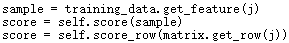 sample = training_data.get_feature(j)
score = self.score(sample)
score = self.score_row(matrix.get_row(j))